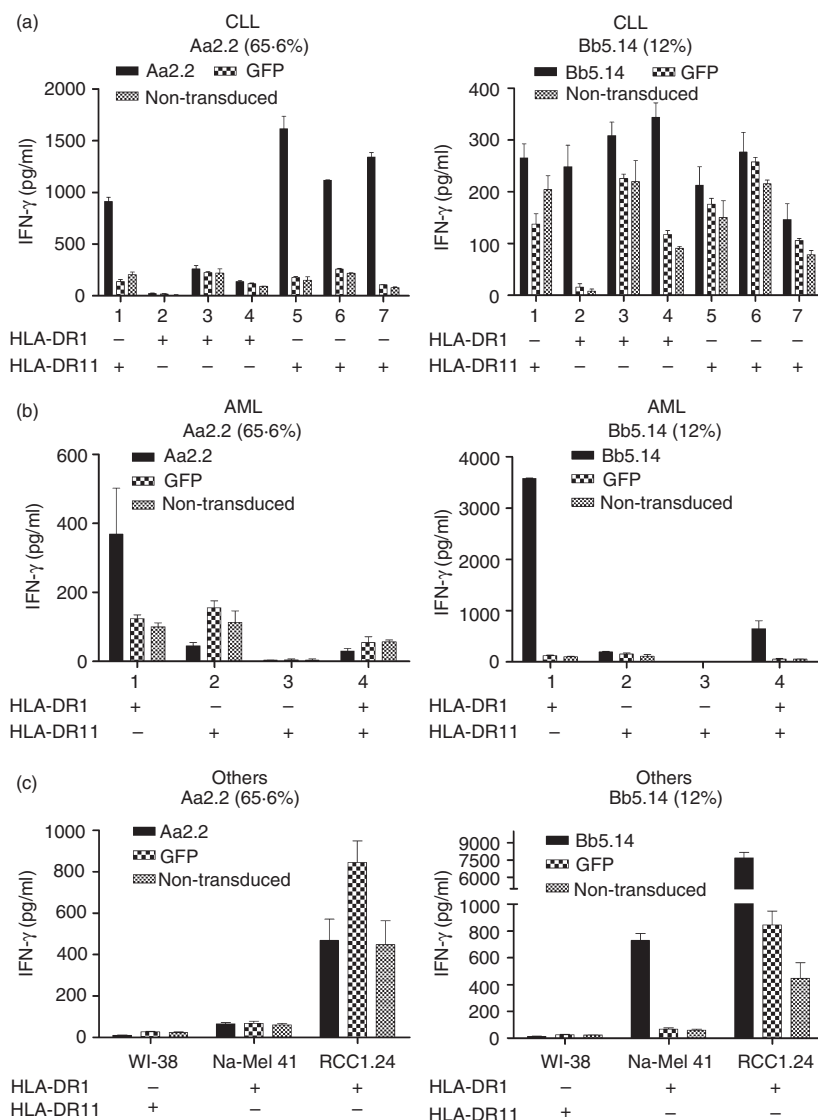 (a)
CLL
Aa2.2 (65·6%)
Aa2.2 GFP
Non-transduced
IFN-γ (pg/ml)
2000
1500
1000
500
0
1 2 3 4 5 6 7
HLA-DR1 – + + + – – –
HLA-DR11 + – – – + + +
CLL
Bb5.14 (12%)
Bb5.14 GFP
Non-transduced
IFN-γ (pg/ml)
400
300
200
100
0
1 2 3 4 5 6 7
– + + + – – –
+ – – – + + +
(b)
AML
Aa2.2 (65·6%)
Aa2.2
GFP
Non-transduced
IFN-γ (pg/ml)
600
400
200
0
1 2 3 4
HLA-DR1 + – – +
HLA-DR11 – + + +
AML
Bb5.14 (12%)
Bb5.14
GFP
Non-transduced
IFN-γ (pg/ml)
4000
3000
2000
1000
0
1 2 3 4
HLA-DR1 + – – +
HLA-DR11 – + + +
(c)
Others
Aa2.2 (65·6%)
Aa2.2
GFP
Non-transduced
IFN-γ (pg/ml)
1000
800
600
400
200
0
WI-38 Na-Mel 41 RCC1.24
HLA-DR1 – + +
HLA-DR11 + – –
Others
Bb5.14 (12%)
Bb5.14
GFP
Non-transduced
IFN-γ (pg/ml)
9000
7500
6000
1000
800
600
400
200
0
WI-38 Na-Mel 41 RCC1.24
HLA-DR1 – + +
HLA-DR11 + – –